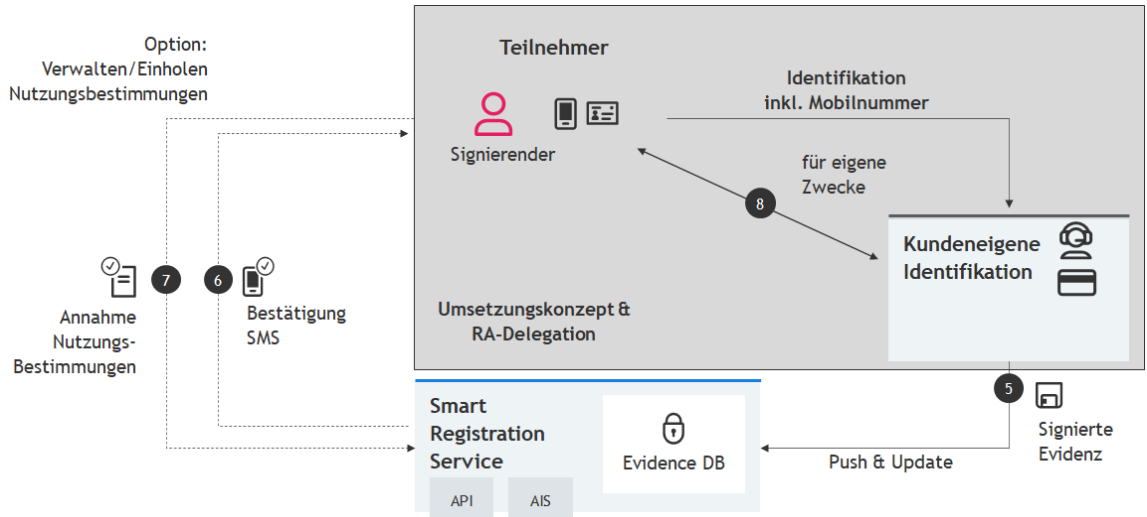 Option:
Verwalten/Einholen
Nutzungsbestimmungen
Teilnehmer
Identifikation
inkl. Mobilnummer
Signierender
für eigene
Zwecke
8
Kundeneigene
Identifikation
7
6
Annahme
Nutzungs-
Bestimmungen
Bestätigung
SMS
Umsetzungskonzept &
RA-Delegation
5
Signierte
Evidenz
Smart
Registration
Service
Evidence DB
Push & Update
API
AIS